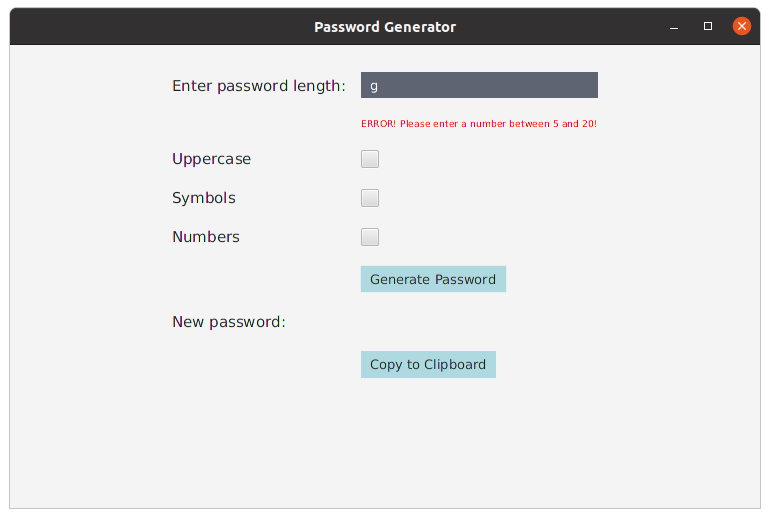 Password Generator
Enter password length: g
ERROR! Please enter a number between 5 and 20!
Uppercase
Symbols
Numbers
Generate Password
New password:
Copy to Clipboard